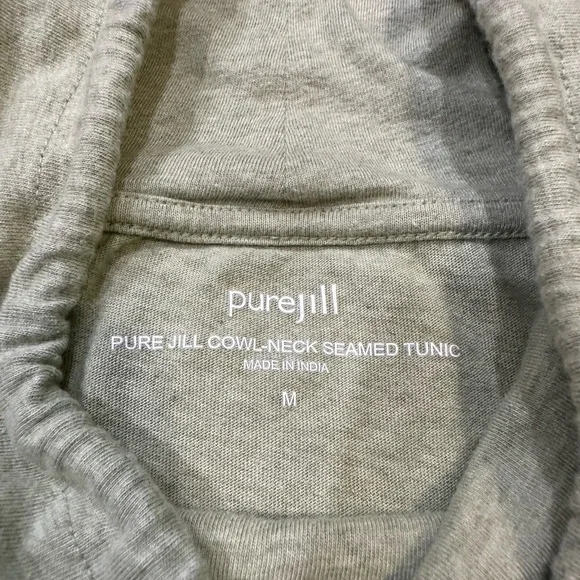 purejill
PURE JILL COWL-NECK SEAMED TUNIC
MADE IN INDIA
M